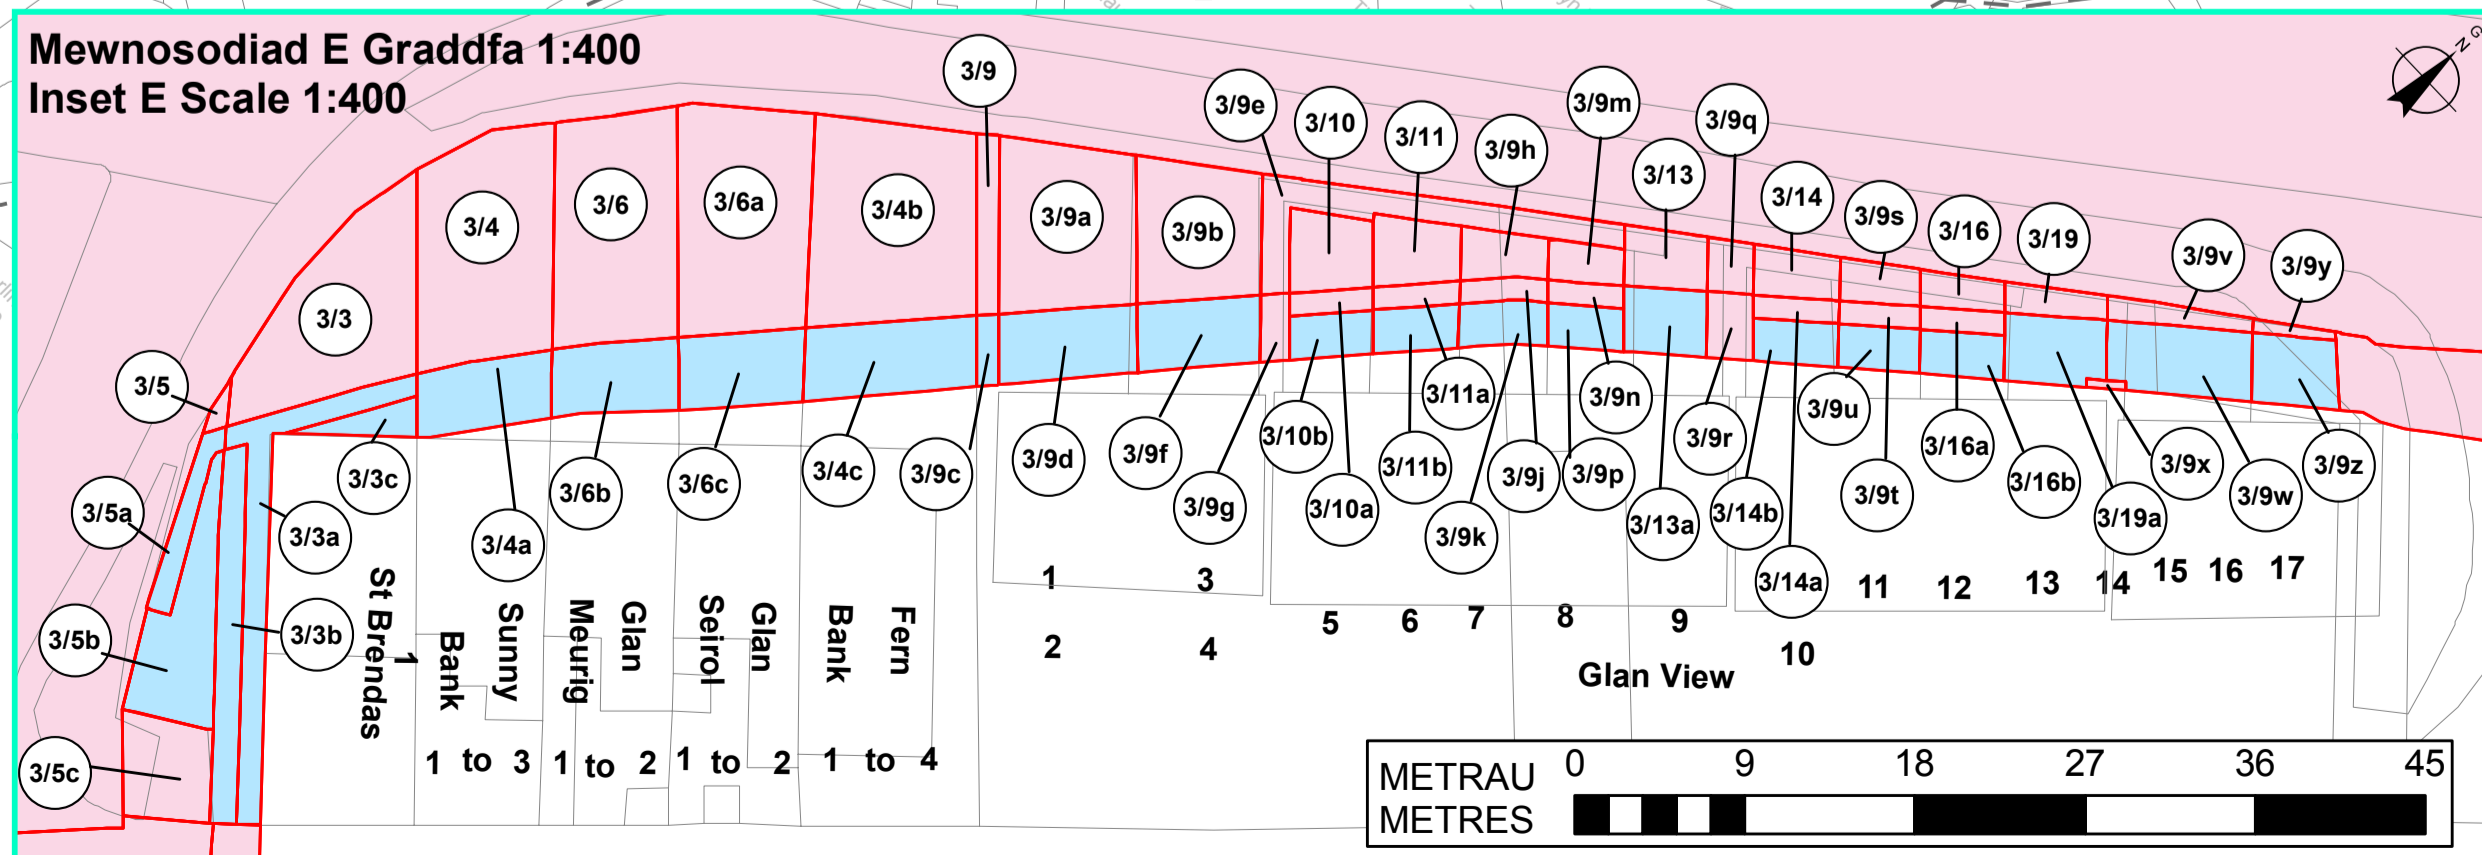 Mewnosodiad E Graddfa 1:400
Inset E Scale 1:400
N
G
3/9
3/9e
3/10
3/11
3/9h
3/9m
3/13
3/9q
3/14
3/9s
3/16
3/19
3/9v
3/9y
3/4
3/6
3/6a
3/4b
3/9a
3/9b
3/3
3/5
3/5a
3/5b
3/5c
3/3c
3/3a
3/3b
3/4a
3/6b
3/6c
3/4c
3/9c
3/9d
3/9f
3/9g
3/10b
3/10a
3/11a
3/11b
3/9k
3/9j
3/9p
3/9n
3/13a
3/9r
3/14b
3/14a
3/9u
3/9t
3/16a
3/16b
3/19a
3/9x
3/9w
3/9z
1
St Brendas
Sunny
Bank
1 to 3
Glan
Meurig
1 to 2
Glan
Seirol
1 to 2
Fern
Bank
1 to 4
1
2
3
4
5
6
7
8
9
10
11
12
13
14
15
16
17
Glan View
METRAU
METRES
0 9 18 27 36 45